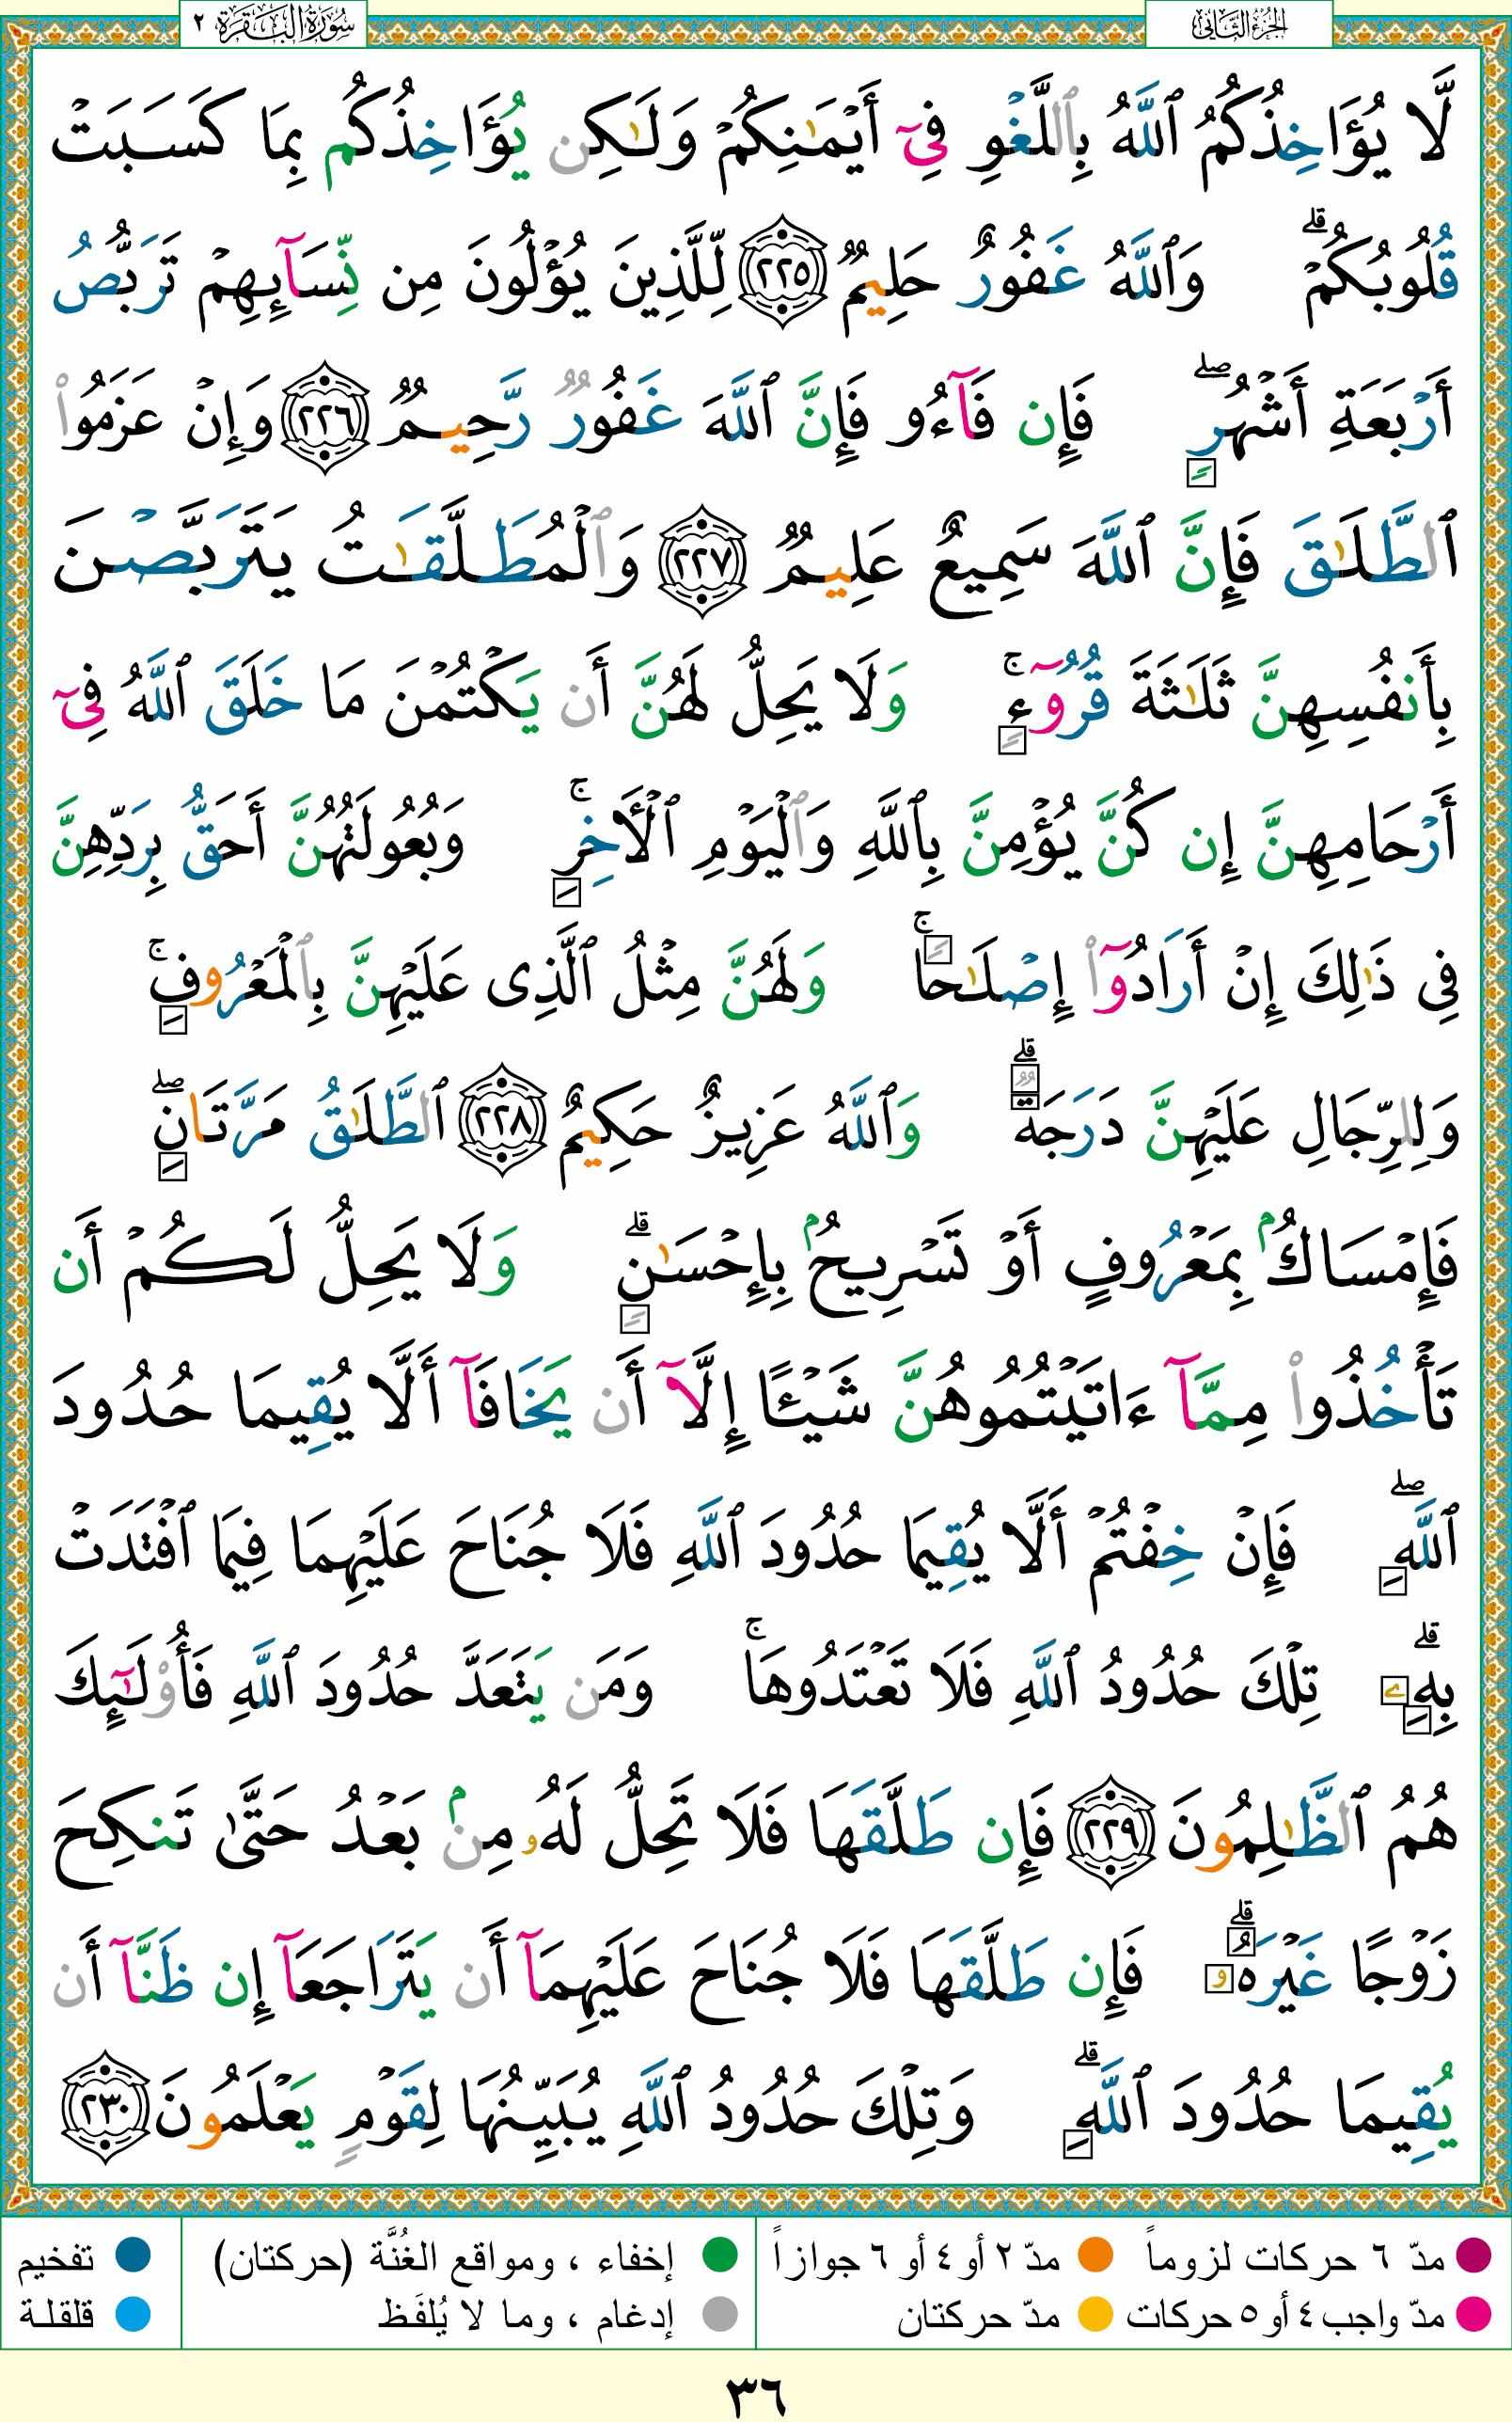 الجزء الثاني
سورة البقرة ٢
لَّا يُؤَاخِذُكُمُ ٱللَّهُ بِٱللَّغْوِ فِىٓ أَيْمَـٰنِكُمْ وَلَـٰكِن يُؤَاخِذُكُم بِمَا كَسَبَتْ
قُلُوبُكُمْ ۗ وَٱللَّهُ غَفُورٌ حَلِيمٌ ٢٢٥ لِّلَّذِينَ يُؤْلُونَ مِن نِّسَآئِهِمْ تَرَبُّصُ
أَرْبَعَةِ أَشْهُرٍ ۖ فَإِن فَآءُو فَإِنَّ ٱللَّهَ غَفُورٌ رَّحِيمٌ ٢٢٦ وَإِنْ عَزَمُوا۟
ٱلطَّلَـٰقَ فَإِنَّ ٱللَّهَ سَمِيعٌ عَلِيمٌ ٢٢٧ وَٱلْمُطَلَّقَـٰتُ يَتَرَبَّصْنَ
بِأَنفُسِهِنَّ ثَلَـٰثَةَ قُرُوٓءٍ ۚ وَلَا يَحِلُّ لَهُنَّ أَن يَكْتُمْنَ مَا خَلَقَ ٱللَّهُ فِىٓ
أَرْحَامِهِنَّ إِن كُنَّ يُؤْمِنَّ بِٱللَّهِ وَٱلْيَوْمِ ٱلْـَٔاخِرِ ۚ وَبُعُولَتُهُنَّ أَحَقُّ بِرَدِّهِنَّ
فِى ذَٰلِكَ إِنْ أَرَادُوٓا۟ إِصْلَـٰحًا ۚ وَلَهُنَّ مِثْلُ ٱلَّذِى عَلَيْهِنَّ بِٱلْمَعْرُوفِ ۚ
وَلِلرِّجَالِ عَلَيْهِنَّ دَرَجَةٌ ۗ وَٱللَّهُ عَزِيزٌ حَكِيمٌ ٢٢٨ ٱلطَّلَـٰقُ مَرَّتَانِ ۖ
فَإِمْسَاكٌۢ بِمَعْرُوفٍ أَوْ تَسْرِيحٌۢ بِإِحْسَـٰنٍ ۗ وَلَا يَحِلُّ لَكُمْ أَن
تَأْخُذُوا۟ مِمَّآ ءَاتَيْتُمُوهُنَّ شَيْـًٔا إِلَّآ أَن يَخَافَآ أَلَّا يُقِيمَا حُدُودَ
ٱللَّهِ ۖ فَإِنْ خِفْتُمْ أَلَّا يُقِيمَا حُدُودَ ٱللَّهِ فَلَا جُنَاحَ عَلَيْهِمَا فِيمَا ٱفْتَدَتْ
بِهِۦ ۗ تِلْكَ حُدُودُ ٱللَّهِ فَلَا تَعْتَدُوهَا ۚ وَمَن يَتَعَدَّ حُدُودَ ٱللَّهِ فَأُو۟لَـٰٓئِكَ
هُمُ ٱلظَّـٰلِمُونَ ٢٢٩ فَإِن طَلَّقَهَا فَلَا تَحِلُّ لَهُۥ مِنۢ بَعْدُ حَتَّىٰ تَنكِحَ
زَوْجًا غَيْرَهُۥ ۗ فَإِن طَلَّقَهَا فَلَا جُنَاحَ عَلَيْهِمَآ أَن يَتَرَاجَعَآ إِن ظَنَّآ أَن
يُقِيمَا حُدُودَ ٱللَّهِ ۗ وَتِلْكَ حُدُودُ ٱللَّهِ يُبَيِّنُهَا لِقَوْمٍ يَعْلَمُونَ ٢٣٠
مدّ ٦ حركات لزوماً مدّ ٢ أو ٤ أو ٦ جوازاً إخفاء ، ومواقع الغُنَّة (حركتان) تفخيم
مدّ واجب ٤ أو ٥ حركات مدّ حركتان إدغام ، وما لا يُلفَظ قلقلة
٣٦